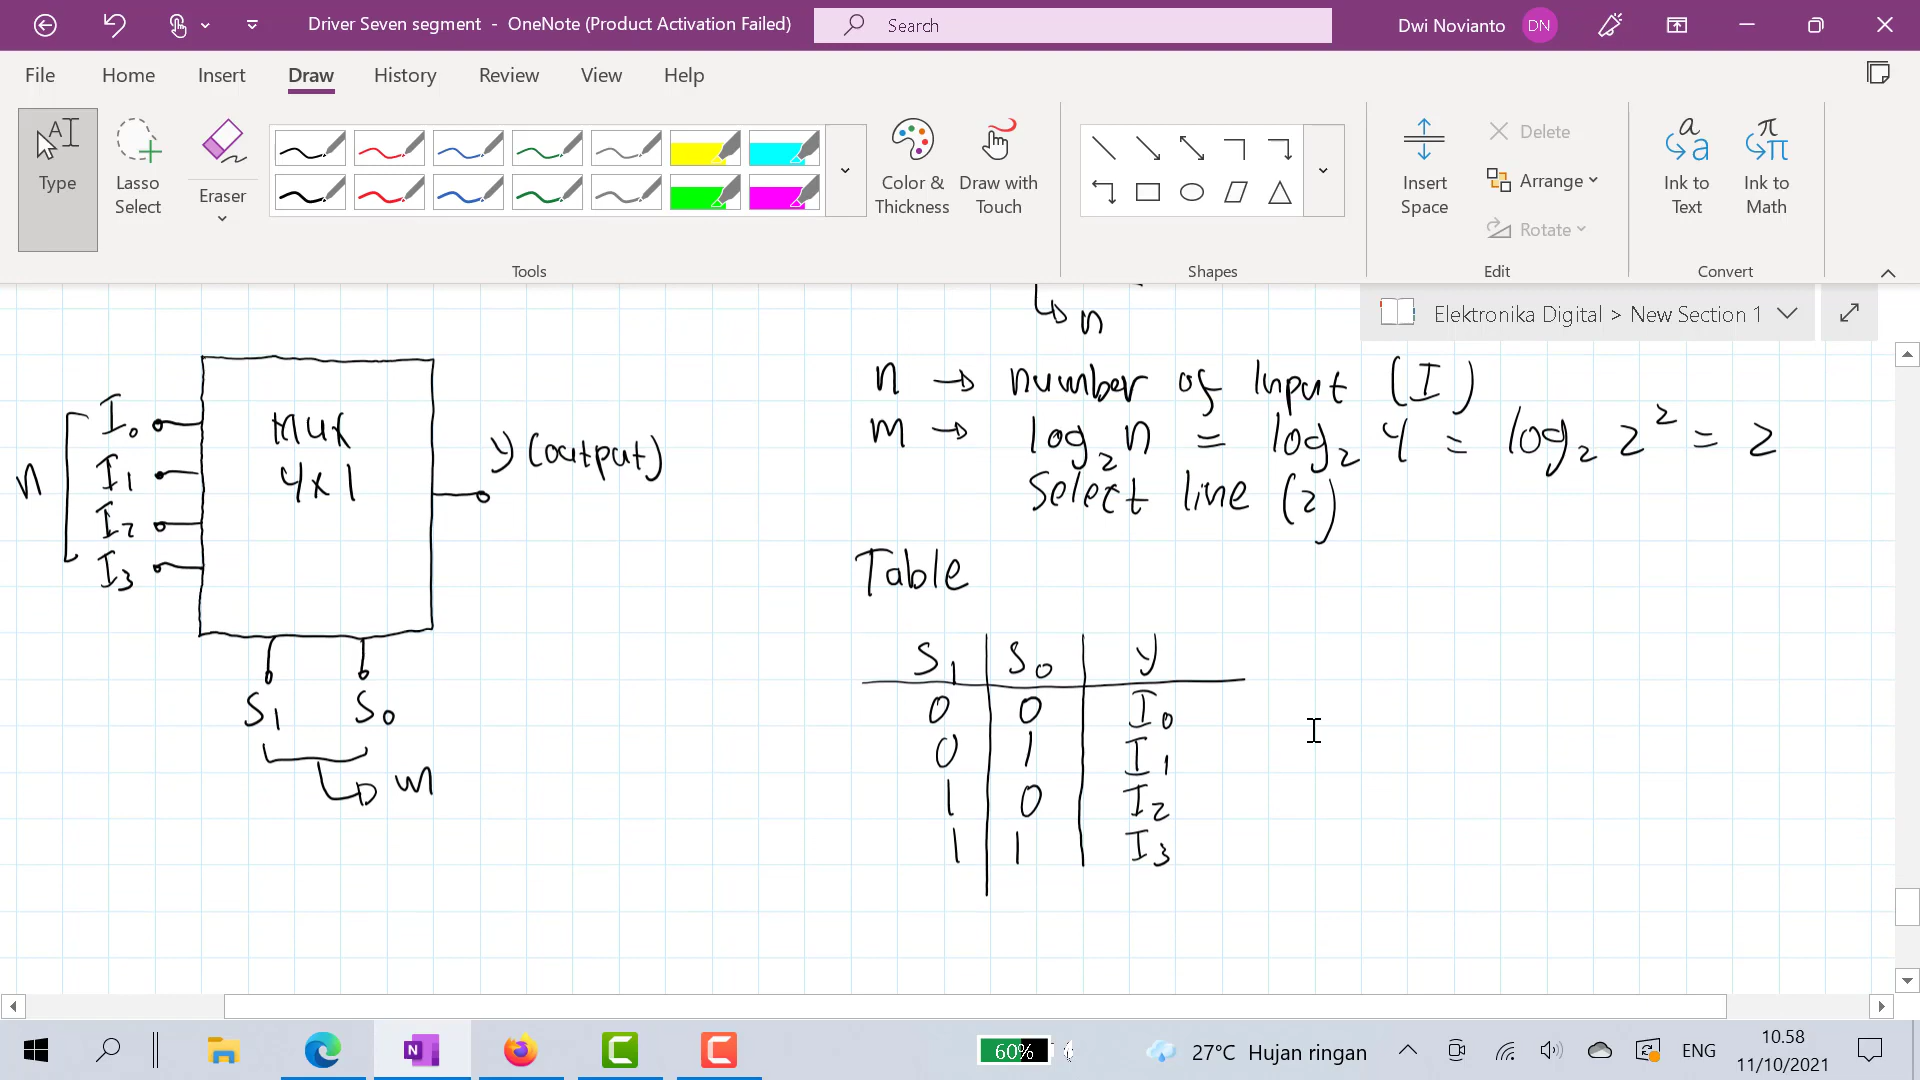 Driver Seven segment - OneNote (Product Activation Failed)
Search
Dwi Novianto
DN
File Home Insert Draw History Review View Help
Type
Lasso Select
Eraser
Color & Thickness
Draw with Touch
Insert Space
Delete
Arrange
Rotate
Ink to Text
Ink to Math
Tools
Shapes
Edit
Convert
Elektronika Digital > New Section 1
n
n → number of Input (I)
m → log₂ n = log₂ 4 = log₂ 2² = 2
Select line (2)
n
I₀
I₁
I₂
I₃
MUX
4x1
y (output)
S₁ S₀
m
Table
S₁ S₀ y
0 0 I₀
0 1 I₁
1 0 I₂
1 1 I₃
60%
27°C Hujan ringan
ENG
10.58
11/10/2021